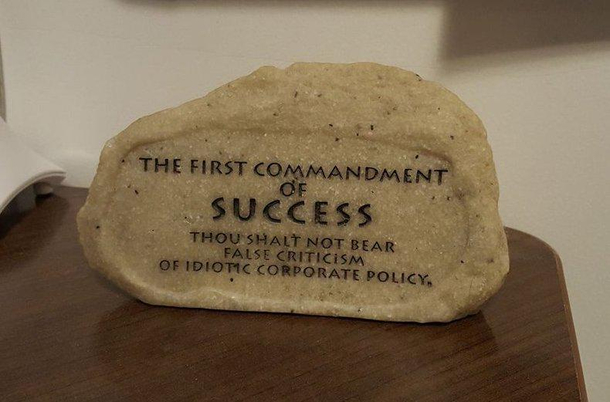 THE FIRST COMMANDMENT
OF
SUCCESS
THOU SHALT NOT BEAR
FALSE CRITICISM
OF IDIOTIC CORPORATE POLICY.